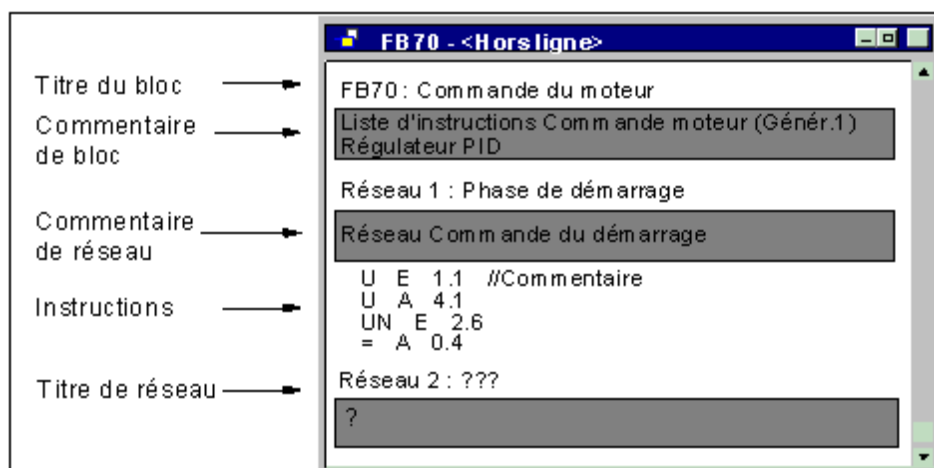 FB70 - <Hors ligne>
Titre du bloc
FB70 : Commande du moteur
Commentaire
de bloc
Liste d'instructions Commande moteur (Génér.1)
Régulateur PID
Réseau 1 : Phase de démarrage
Commentaire
de réseau
Réseau Commande du démarrage
Instructions
U E 1.1 //Commentaire
U A 4.1
UN E 2.6
= A 0.4
Titre de réseau
Réseau 2 : ???
?